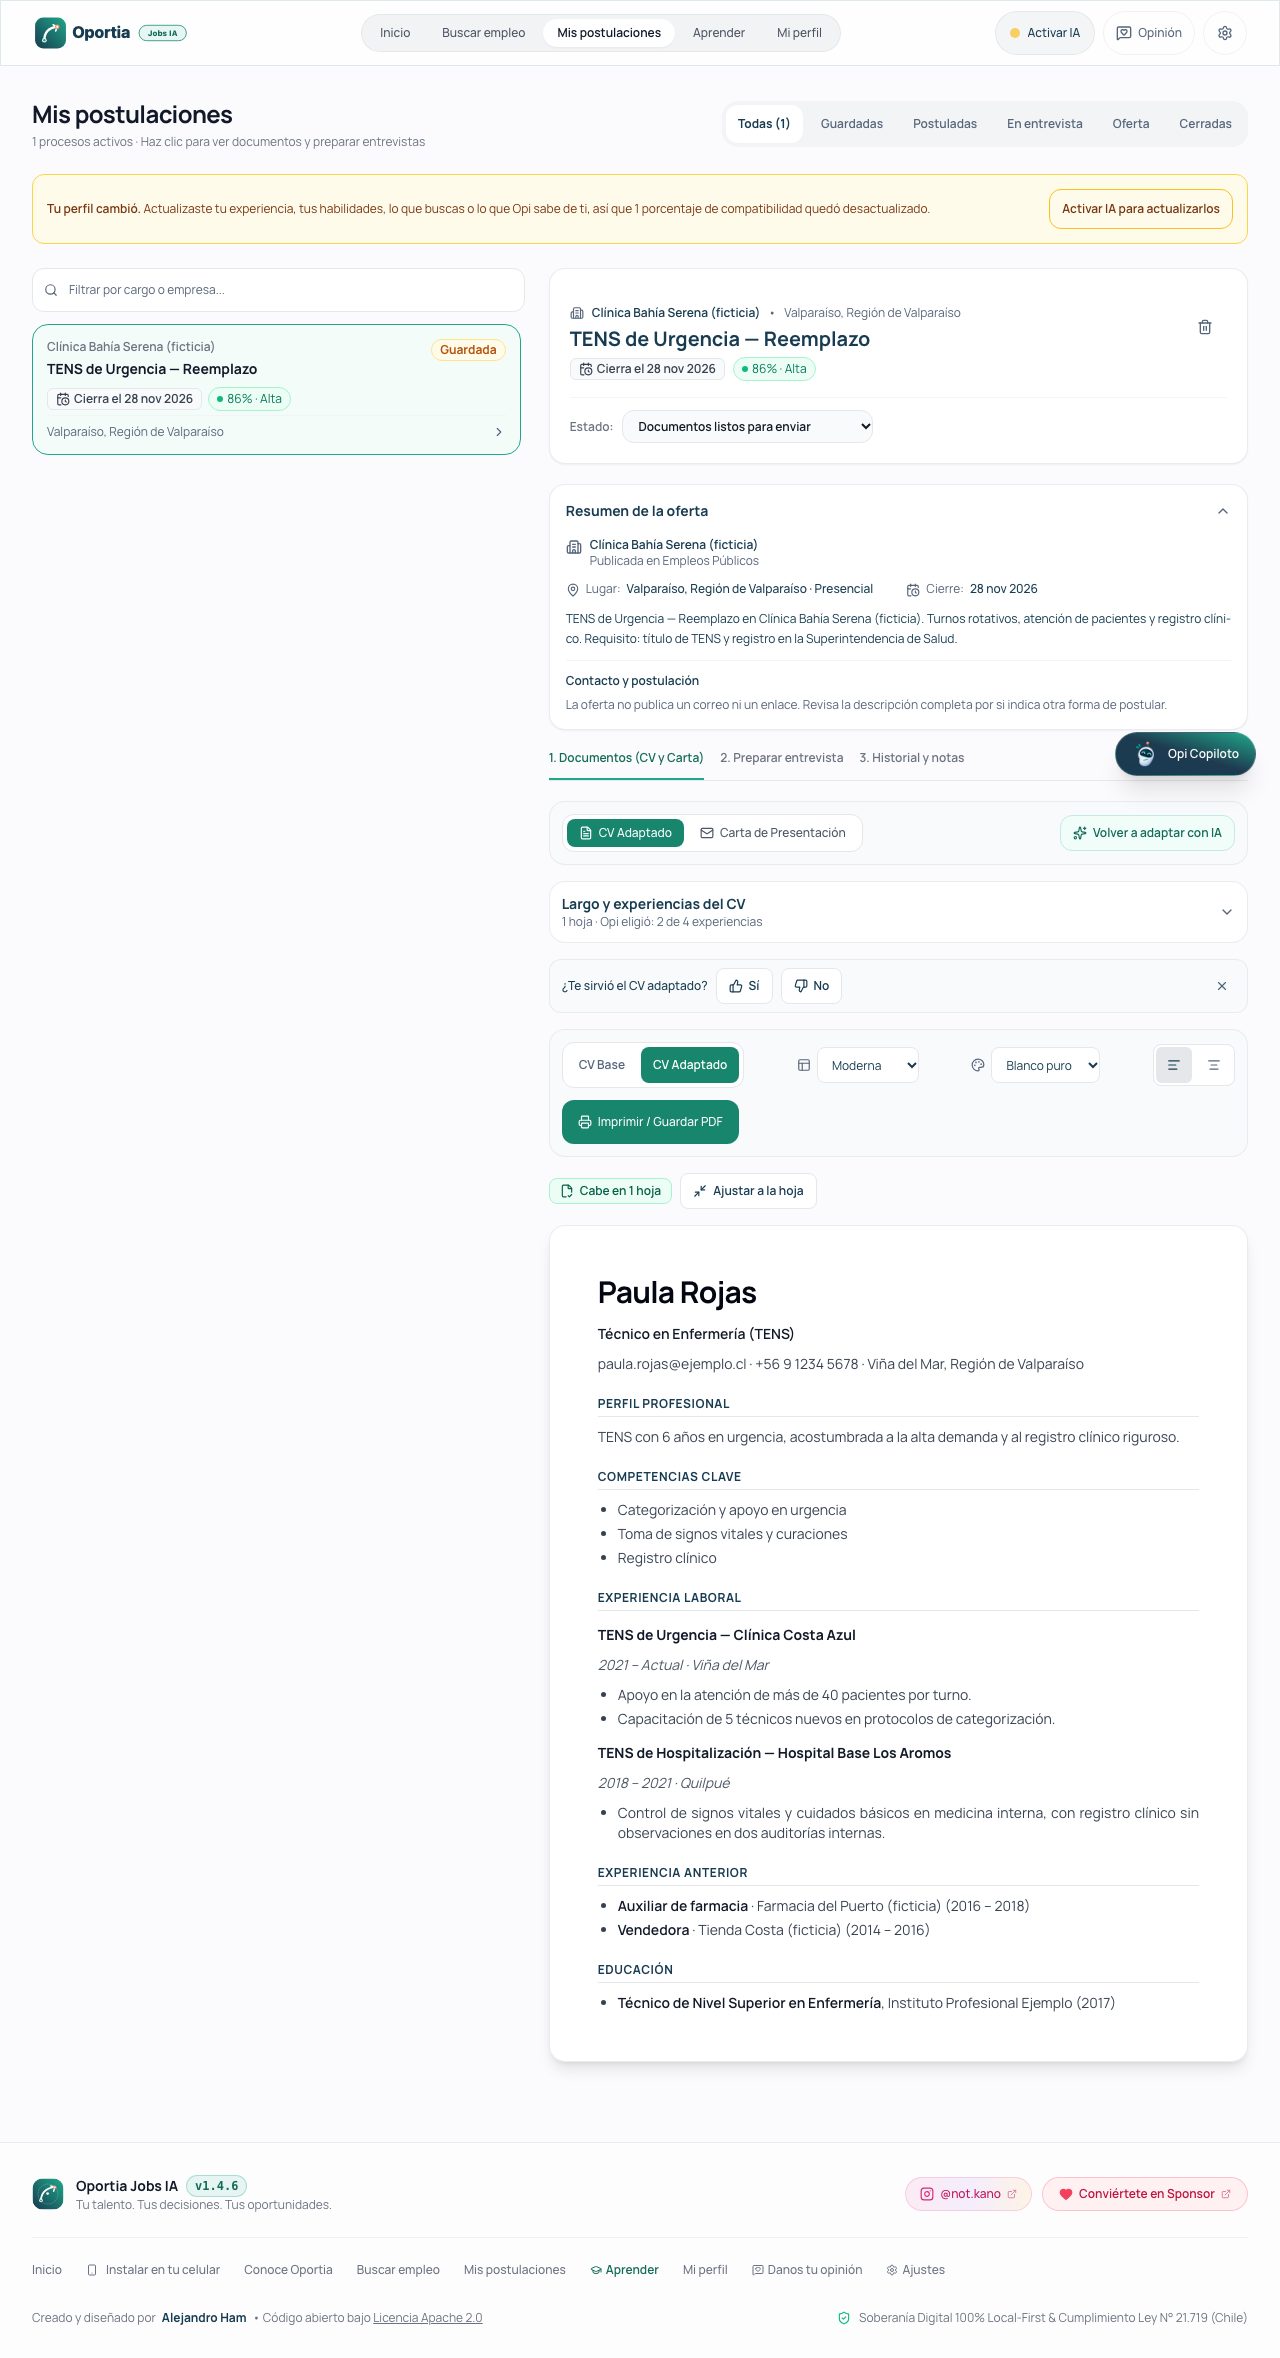 Oportia Jobs IA
Inicio Buscar empleo Mis postulaciones Aprender Mi perfil
Activar IA Opinión
Mis postulaciones
1 procesos activos · Haz clic para ver documentos y preparar entrevistas
Todas (1) Guardadas Postuladas En entrevista Oferta Cerradas
Tu perfil cambió. Actualizaste tu experiencia, tus habilidades, lo que buscas o lo que Opi sabe de ti, así que 1 porcentaje de compatibilidad quedó desactualizado.
Activar IA para actualizarlos
Filtrar por cargo o empresa...
Clínica Bahía Serena (ficticia)
Guardada
TENS de Urgencia — Reemplazo
Cierra el 28 nov 2026 86% · Alta
Valparaíso, Región de Valparaíso
Clínica Bahía Serena (ficticia) • Valparaíso, Región de Valparaíso
TENS de Urgencia — Reemplazo
Cierra el 28 nov 2026 86% · Alta
Estado: Documentos listos para enviar
Resumen de la oferta
Clínica Bahía Serena (ficticia)
Publicada en Empleos Públicos
Lugar: Valparaíso, Región de Valparaíso · Presencial Cierre: 28 nov 2026
TENS de Urgencia — Reemplazo en Clínica Bahía Serena (ficticia). Turnos rotativos, atención de pacientes y registro clíni-
co. Requisito: título de TENS y registro en la Superintendencia de Salud.
Contacto y postulación
La oferta no publica un correo ni un enlace. Revisa la descripción completa por si indica otra forma de postular.
1. Documentos (CV y Carta) 2. Preparar entrevista 3. Historial y notas
Opi Copiloto
CV Adaptado Carta de Presentación Volver a adaptar con IA
Largo y experiencias del CV
1 hoja · Opi eligió: 2 de 4 experiencias
¿Te sirvió el CV adaptado? Sí No
CV Base CV Adaptado Moderna Blanco puro
Imprimir / Guardar PDF
Cabe en 1 hoja Ajustar a la hoja
Paula Rojas
Técnico en Enfermería (TENS)
paula.rojas@ejemplo.cl · +56 9 1234 5678 · Viña del Mar, Región de Valparaíso
PERFIL PROFESIONAL
TENS con 6 años en urgencia, acostumbrada a la alta demanda y al registro clínico riguroso.
COMPETENCIAS CLAVE
• Categorización y apoyo en urgencia
• Toma de signos vitales y curaciones
• Registro clínico
EXPERIENCIA LABORAL
TENS de Urgencia — Clínica Costa Azul
2021 – Actual · Viña del Mar
• Apoyo en la atención de más de 40 pacientes por turno.
• Capacitación de 5 técnicos nuevos en protocolos de categorización.
TENS de Hospitalización — Hospital Base Los Aromos
2018 – 2021 · Quilpué
• Control de signos vitales y cuidados básicos en medicina interna, con registro clínico sin
observaciones en dos auditorías internas.
EXPERIENCIA ANTERIOR
• Auxiliar de farmacia · Farmacia del Puerto (ficticia) (2016 – 2018)
• Vendedora · Tienda Costa (ficticia) (2014 – 2016)
EDUCACIÓN
• Técnico de Nivel Superior en Enfermería, Instituto Profesional Ejemplo (2017)
Oportia Jobs IA v1.4.6
Tu talento. Tus decisiones. Tus oportunidades.
@not.kano Conviértete en Sponsor
Inicio Instalar en tu celular Conoce Oportia Buscar empleo Mis postulaciones Aprender Mi perfil Danos tu opinión Ajustes
Creado y diseñado por Alejandro Ham • Código abierto bajo Licencia Apache 2.0
Soberanía Digital 100% Local-First & Cumplimiento Ley N° 21.719 (Chile)